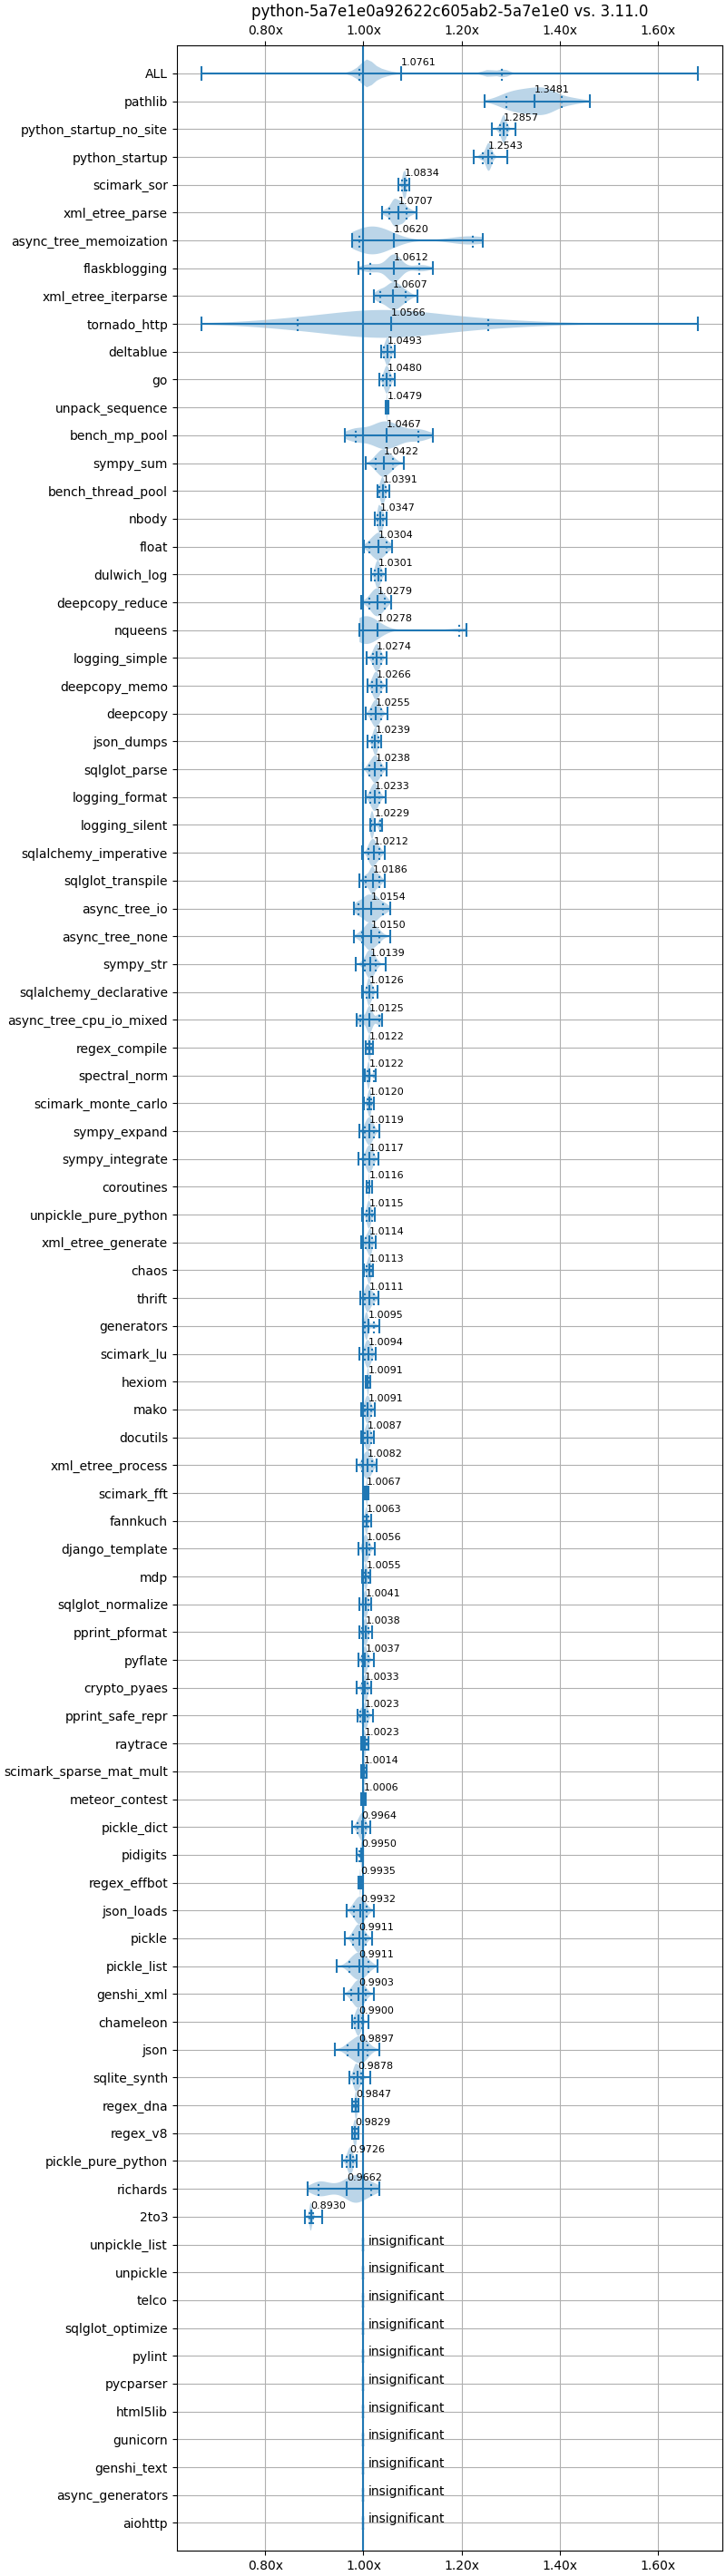 python-5a7e1e0a92622c605ab2-5a7e1e0 vs. 3.11.0
0.80x 1.00x 1.20x 1.40x 1.60x
ALL 1.0761
pathlib 1.3481
python_startup_no_site 1.2857
python_startup 1.2543
scimark_sor 1.0834
xml_etree_parse 1.0707
async_tree_memoization 1.0620
flaskblogging 1.0612
xml_etree_iterparse 1.0607
tornado_http 1.0566
deltablue 1.0493
go 1.0480
unpack_sequence 1.0479
bench_mp_pool 1.0467
sympy_sum 1.0422
bench_thread_pool 1.0391
nbody 1.0347
float 1.0304
dulwich_log 1.0301
deepcopy_reduce 1.0279
nqueens 1.0278
logging_simple 1.0274
deepcopy_memo 1.0266
deepcopy 1.0255
json_dumps 1.0239
sqlglot_parse 1.0238
logging_format 1.0233
logging_silent 1.0229
sqlalchemy_imperative 1.0212
sqlglot_transpile 1.0186
async_tree_io 1.0154
async_tree_none 1.0150
sympy_str 1.0139
sqlalchemy_declarative 1.0126
async_tree_cpu_io_mixed 1.0125
regex_compile 1.0122
spectral_norm 1.0122
scimark_monte_carlo 1.0120
sympy_expand 1.0119
sympy_integrate 1.0117
coroutines 1.0116
unpickle_pure_python 1.0115
xml_etree_generate 1.0114
chaos 1.0113
thrift 1.0111
generators 1.0095
scimark_lu 1.0094
hexiom 1.0091
mako 1.0091
docutils 1.0087
xml_etree_process 1.0082
scimark_fft 1.0067
fannkuch 1.0063
django_template 1.0056
mdp 1.0055
sqlglot_normalize 1.0041
pprint_pformat 1.0038
pyflate 1.0037
crypto_pyaes 1.0033
pprint_safe_repr 1.0023
raytrace 1.0023
scimark_sparse_mat_mult 1.0014
meteor_contest 1.0006
pickle_dict 0.9964
pidigits 0.9950
regex_effbot 0.9935
json_loads 0.9932
pickle 0.9911
pickle_list 0.9911
genshi_xml 0.9903
chameleon 0.9900
json 0.9897
sqlite_synth 0.9878
regex_dna 0.9847
regex_v8 0.9829
pickle_pure_python 0.9726
richards 0.9662
2to3 0.8930
unpickle_list insignificant
unpickle insignificant
telco insignificant
sqlglot_optimize insignificant
pylint insignificant
pycparser insignificant
html5lib insignificant
gunicorn insignificant
genshi_text insignificant
async_generators insignificant
aiohttp insignificant
0.80x 1.00x 1.20x 1.40x 1.60x